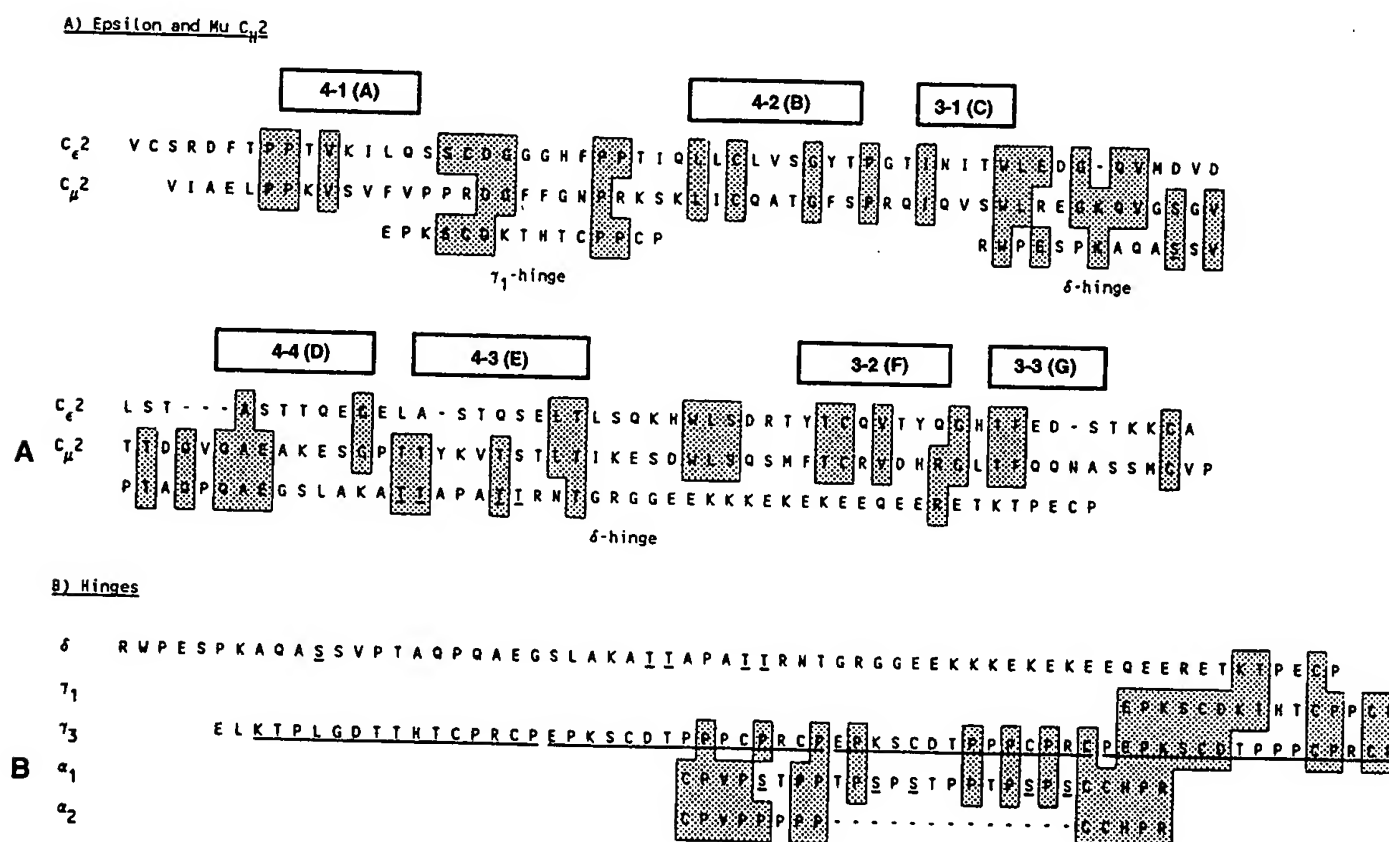 A) Epsilon and Mu CH2
4-1 (A) 4-2 (B) 3-1 (C)
Cε2 V C S R D F T P P T V K I L Q S S C D G G G H F P P T I Q L L C L V S G Y T P G T I N I T W L E D G - Q V M D V D
Cμ2 V I A E L P P K V S V F V P P R D G F F G N P R K S K L I C Q A T G F S P R Q I Q V S W L R E G K Q V G S G V
E P K S C D K T H T C P P C P R W P E S P K A Q A S S V
γ1-hinge δ-hinge
4-4 (D) 4-3 (E) 3-2 (F) 3-3 (G)
Cε2 L S T - - - A S T T Q E G E L A - S T Q S E L T L S Q K H W L S D R T Y T C Q V T Y Q G H T F E D - S T K K C A
A Cμ2 T T D Q V Q A E A K E S G P T T Y K V T S T L T I K E S D W L S Q S M F T C R V D H R G L T F Q Q N A S S M C V P
P T A Q P Q A E G S L A K A T T A P A T T R N T G R G G E E K K K E K E K E E Q E E R E T K T P E C P
δ-hinge
B) Hinges
δ R W P E S P K A Q A S S V P T A Q P Q A E G S L A K A T T A P A T T R N T G R G G E E K K K E K E K E E Q E E R E T K T P E C P
γ1 E P K S C D K T H T C P P C P
γ3 E L K T P L G D T T H T C P R C P E P K S C D T P P P C P R C P E P K S C D T P P P C P R C P E P K S C D T P P P C P R C P
B α1 C P V P S T P P T P S P S T P P T P S P S C C H P R
α2 C P V P P P P P - - - - - - - - - - - - - C C H P R